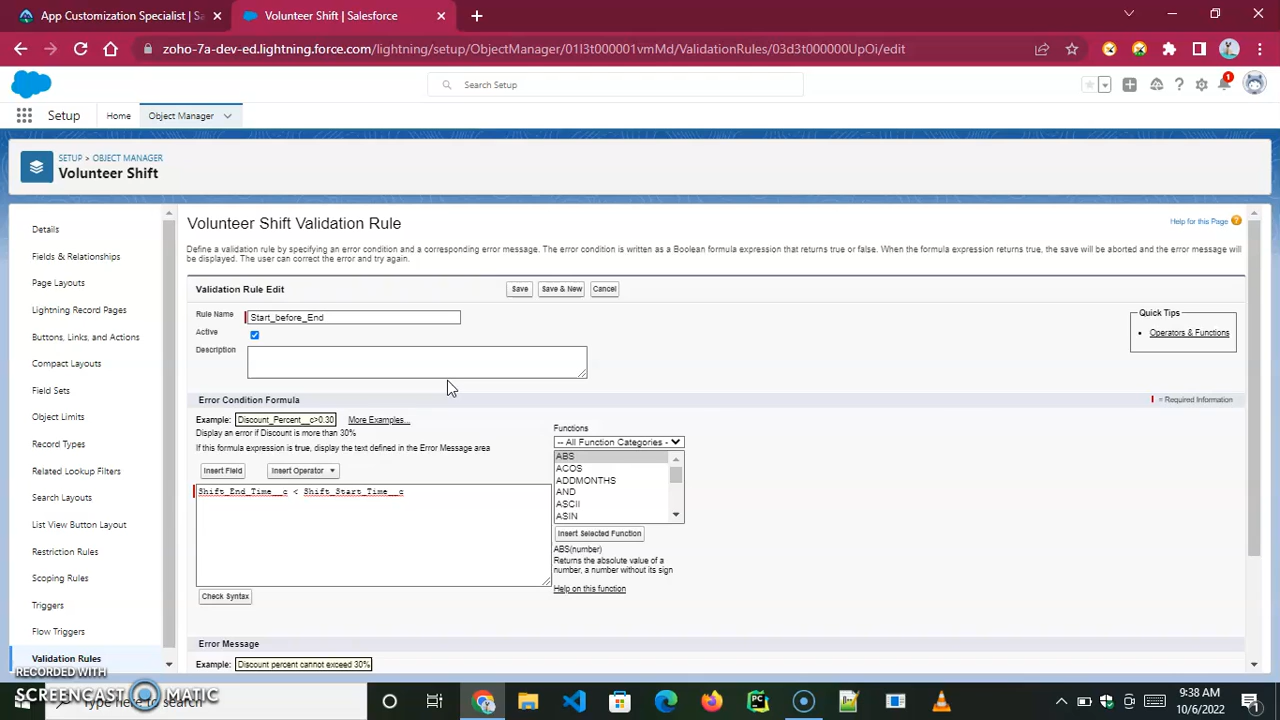 App Customization Specialist | Sa
Volunteer Shift | Salesforce
zoho-7a-dev-ed.lightning.force.com/lightning/setup/ObjectManager/01I3t000001vmMd/ValidationRules/03d3t000000UpOi/edit
Search Setup
1
Setup
Home
Object Manager
SETUP > OBJECT MANAGER
Volunteer Shift
Details
Fields & Relationships
Page Layouts
Lightning Record Pages
Buttons, Links, and Actions
Compact Layouts
Field Sets
Object Limits
Record Types
Related Lookup Filters
Search Layouts
List View Button Layout
Restriction Rules
Scoping Rules
Triggers
Flow Triggers
Validation Rules
Volunteer Shift Validation Rule
Help for this Page
Define a validation rule by specifying an error condition and a corresponding error message. The error condition is written as a Boolean formula expression that returns true or false. When the formula expression returns true, the save will be aborted and the error message will
be displayed. The user can correct the error and try again.
Validation Rule Edit
Save
Save & New
Cancel
Rule Name
Start_before_End
Active
Description
Quick Tips
Operators & Functions
Error Condition Formula
= Required Information
Example: Discount_Percent__c>0.30 More Examples...
Display an error if Discount is more than 30%
If this formula expression is true, display the text defined in the Error Message area
Insert Field
Insert Operator
Shift_End_Time__c < Shift_Start_Time__c
Check Syntax
Functions
-- All Function Categories -
ABS
ACOS
ADDMONTHS
AND
ASCII
ASIN
Insert Selected Function
ABS(number)
Returns the absolute value of a
number, a number without its sign
Help on this function
Error Message
Example: Discount percent cannot exceed 30%
RECORDED WITH
SCREENCAST MATIC
Type here to search
9:38 AM
10/6/2022
1